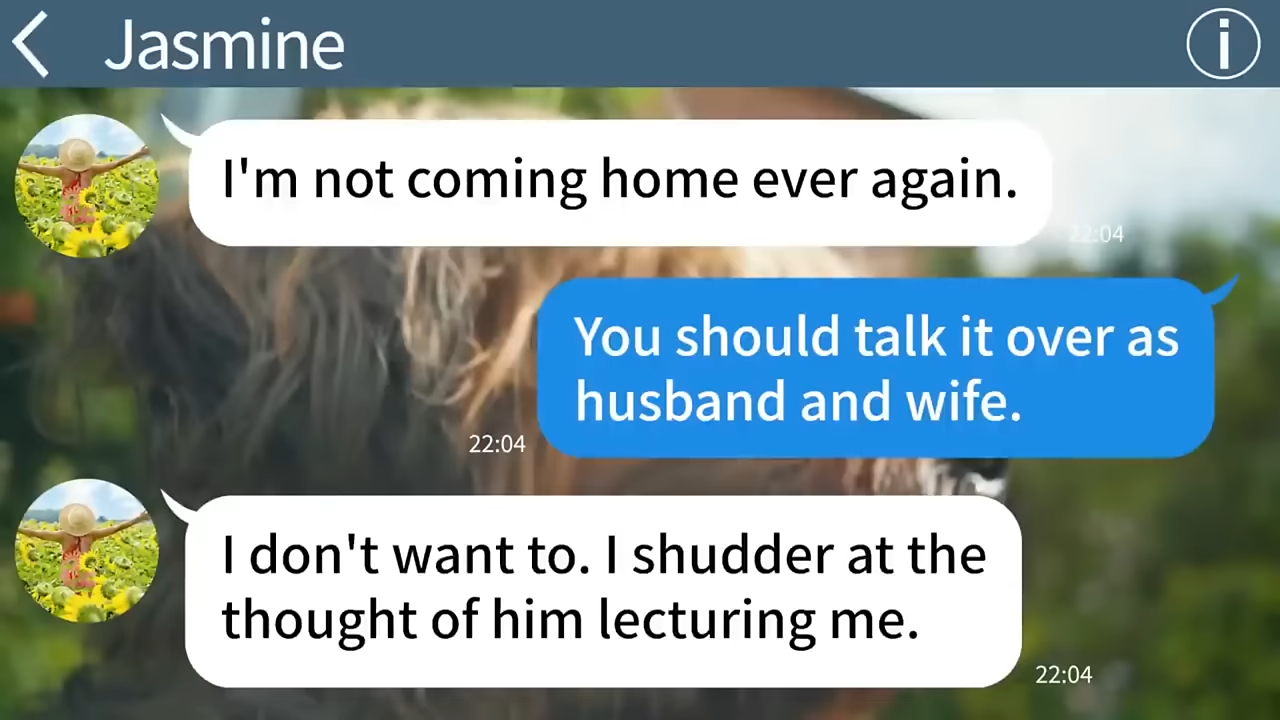 Jasmine
I'm not coming home ever again.
22:04
You should talk it over as
husband and wife.
22:04
I don't want to. I shudder at the
thought of him lecturing me.
22:04